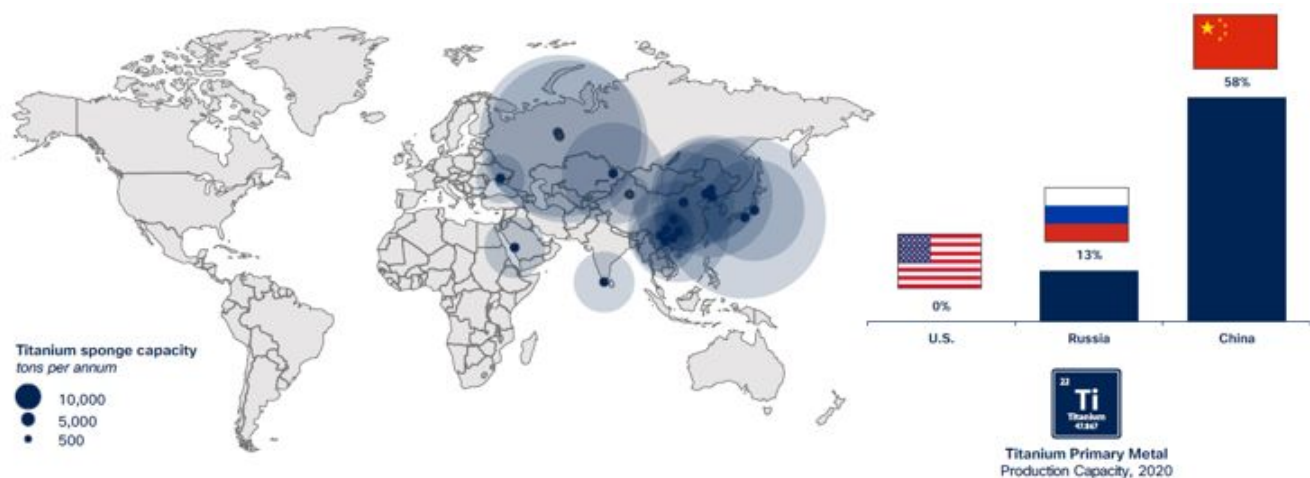 58%
13%
0%
U.S.
Russia
China
Titanium sponge capacity
tons per annum
10,000
5,000
500
22
Ti
Titanium
47.867
Titanium Primary Metal
Production Capacity, 2020